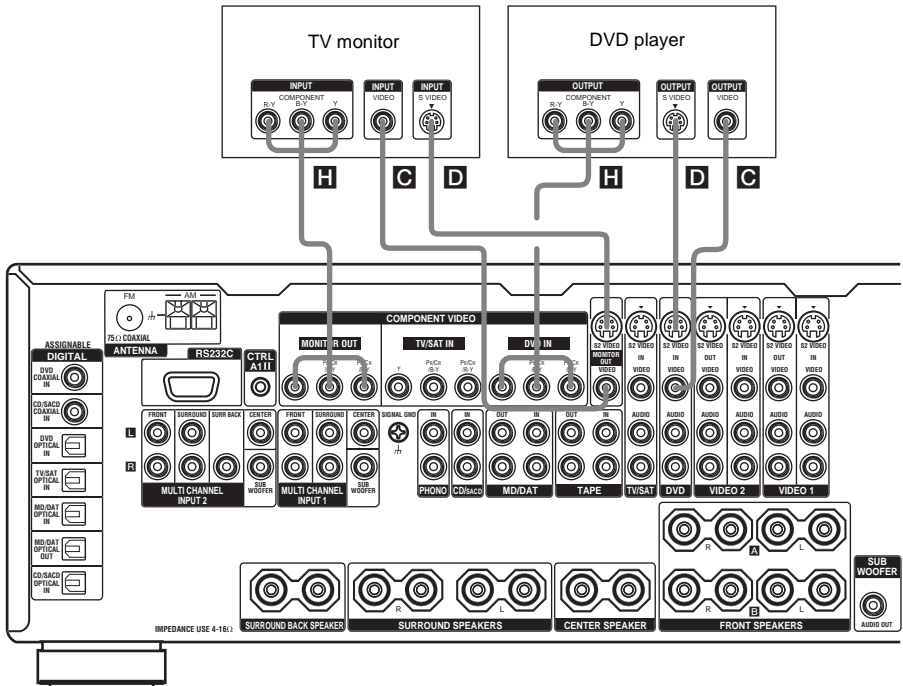 TV monitor
DVD player
INPUT
COMPONENT
R-Y B-Y Y
INPUT
VIDEO
INPUT
S VIDEO
OUTPUT
COMPONENT
R-Y B-Y Y
OUTPUT
S VIDEO
OUTPUT
VIDEO
H C D H D C
FM AM
75Ω COAXIAL
ANTENNA
RS232C
CTRL
A1II
COMPONENT VIDEO
MONITOR OUT
TV/SAT IN
DVD IN
Y
PB/CB
/B-Y
PR/CR
/R-Y
S2 VIDEO
MONITOR
OUT
VIDEO
S2 VIDEO
IN
VIDEO
S2 VIDEO
IN
VIDEO
S2 VIDEO
OUT
VIDEO
S2 VIDEO
IN
VIDEO
S2 VIDEO
OUT
VIDEO
S2 VIDEO
IN
VIDEO
ASSIGNABLE
DIGITAL
DVD
COAXIAL
IN
CD/SACD
COAXIAL
IN
DVD
OPTICAL
IN
TV/SAT
OPTICAL
IN
MD/DAT
OPTICAL
IN
MD/DAT
OPTICAL
OUT
CD/SACD
OPTICAL
IN
L
R
FRONT SURROUND SURR BACK CENTER
SUB
WOOFER
MULTI CHANNEL
INPUT 2
FRONT SURROUND CENTER
SUB
WOOFER
MULTI CHANNEL
INPUT 1
SIGNAL GND
IN
PHONO
IN
CD/SACD
OUT IN
MD/DAT
OUT IN
TAPE
AUDIO
TV/SAT
AUDIO
DVD
AUDIO AUDIO
VIDEO 2
AUDIO AUDIO
VIDEO 1
IMPEDANCE USE 4-16Ω
SURROUND BACK SPEAKER
R L
SURROUND SPEAKERS
CENTER SPEAKER
R A L
R B L
FRONT SPEAKERS
SUB
WOOFER
AUDIO OUT